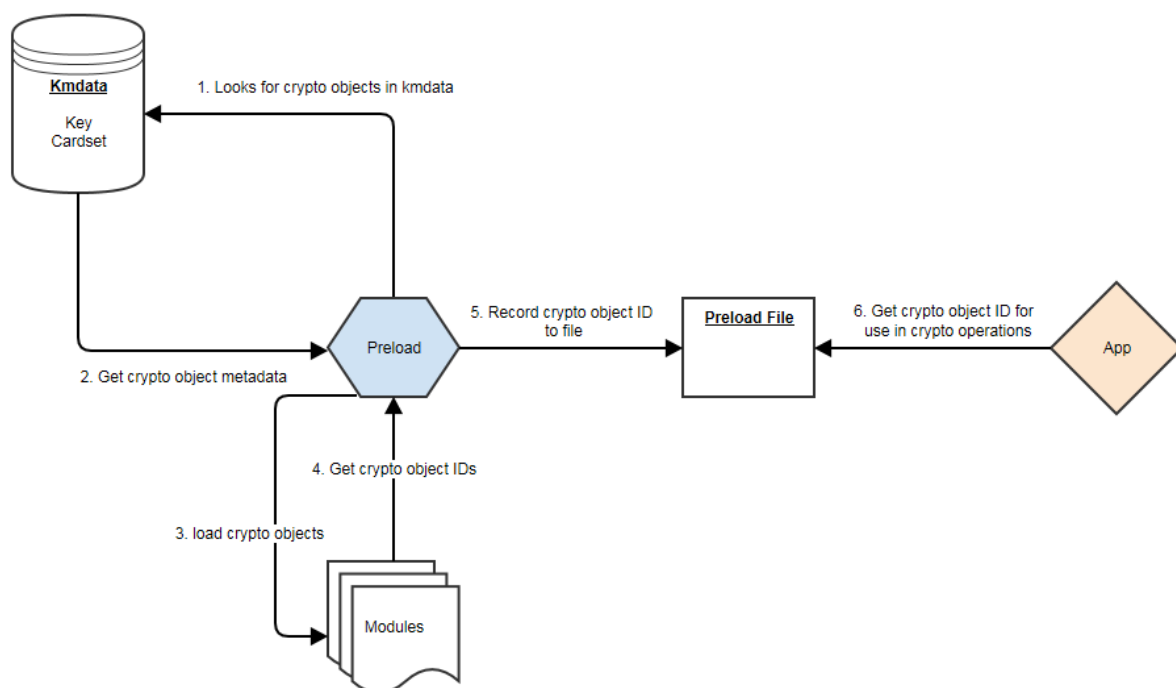 Kmdata
Key
Cardset
1. Looks for crypto objects in kmdata
2. Get crypto object metadata
Preload
3. load crypto objects
4. Get crypto object IDs
Modules
5. Record crypto object ID
to file
Preload File
6. Get crypto object ID for
use in crypto operations
App